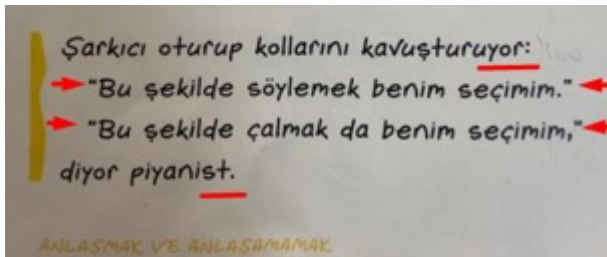 Şarkıcı oturup kollarını kavuşturuyor:
"Bu şekilde söylemek benim seçimim."
"Bu şekilde çalmak da benim seçimim,"
diyor piyanist.
ANLAŞMAK VE ANLAŞAMAMAK